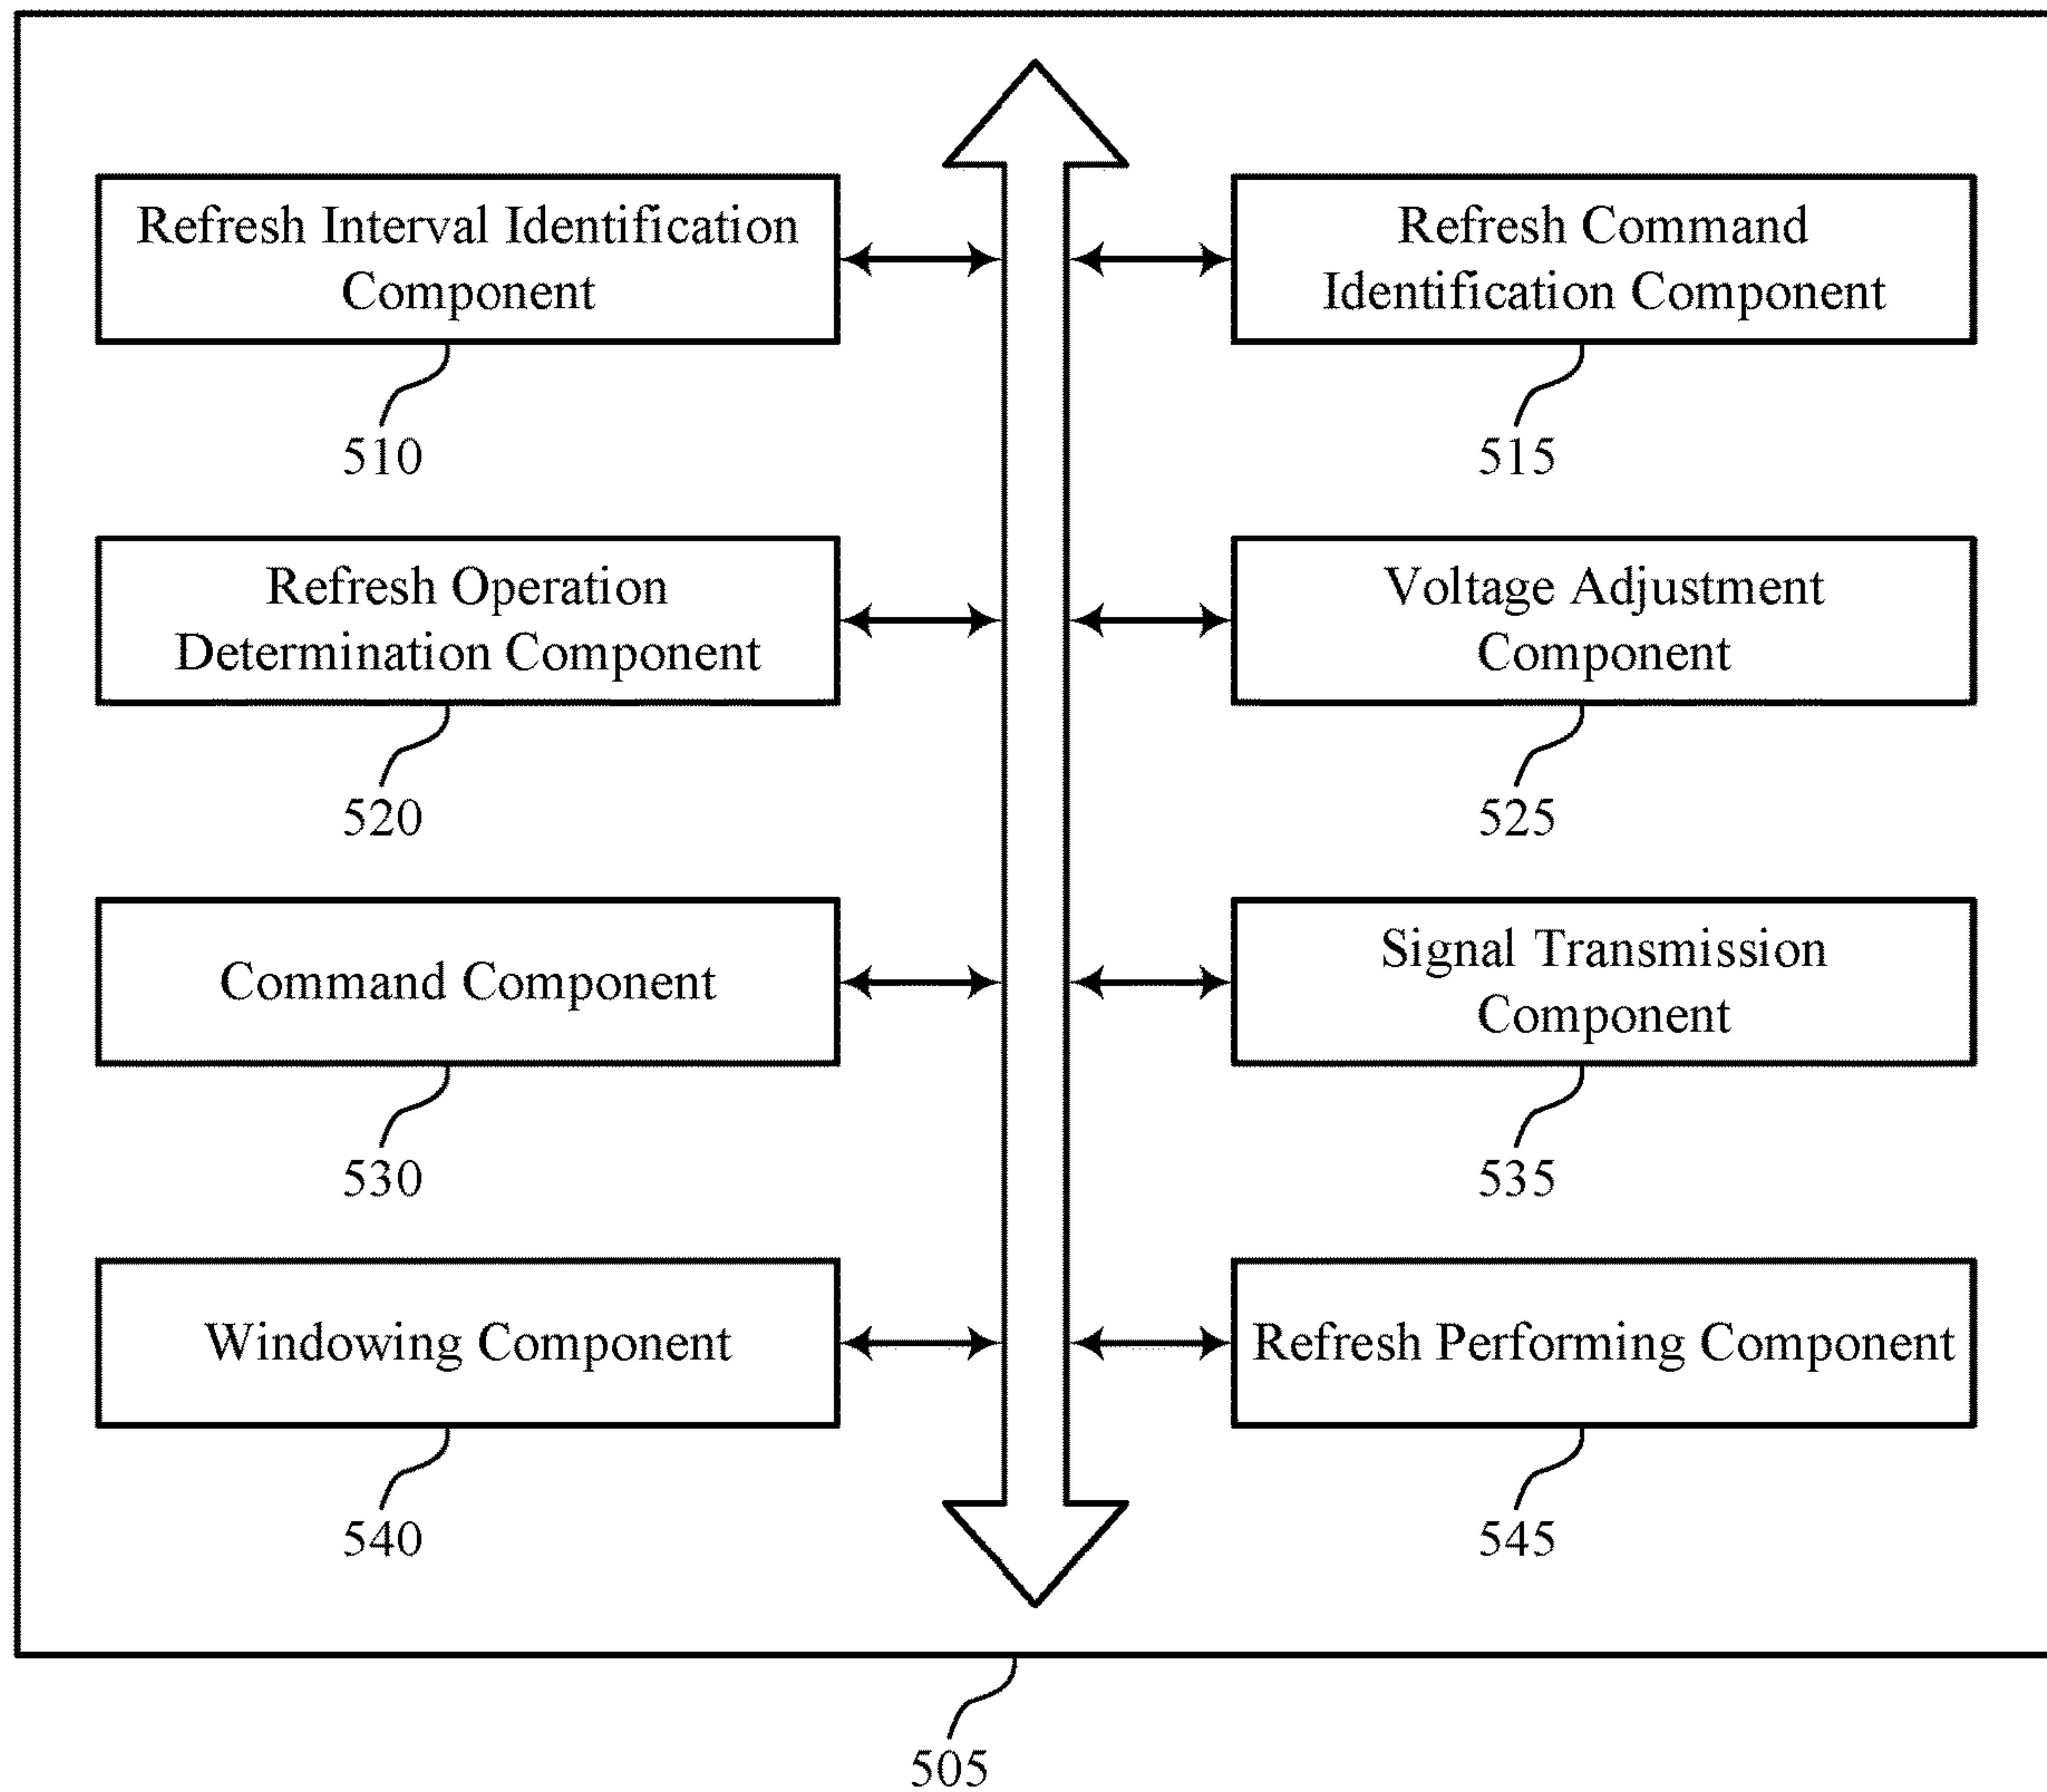 Refresh Interval Identification
Component
510
Refresh Command
Identification Component
515
Refresh Operation
Determination Component
520
Voltage Adjustment
Component
525
Command Component
530
Signal Transmission
Component
535
Windowing Component
540
Refresh Performing Component
545
505